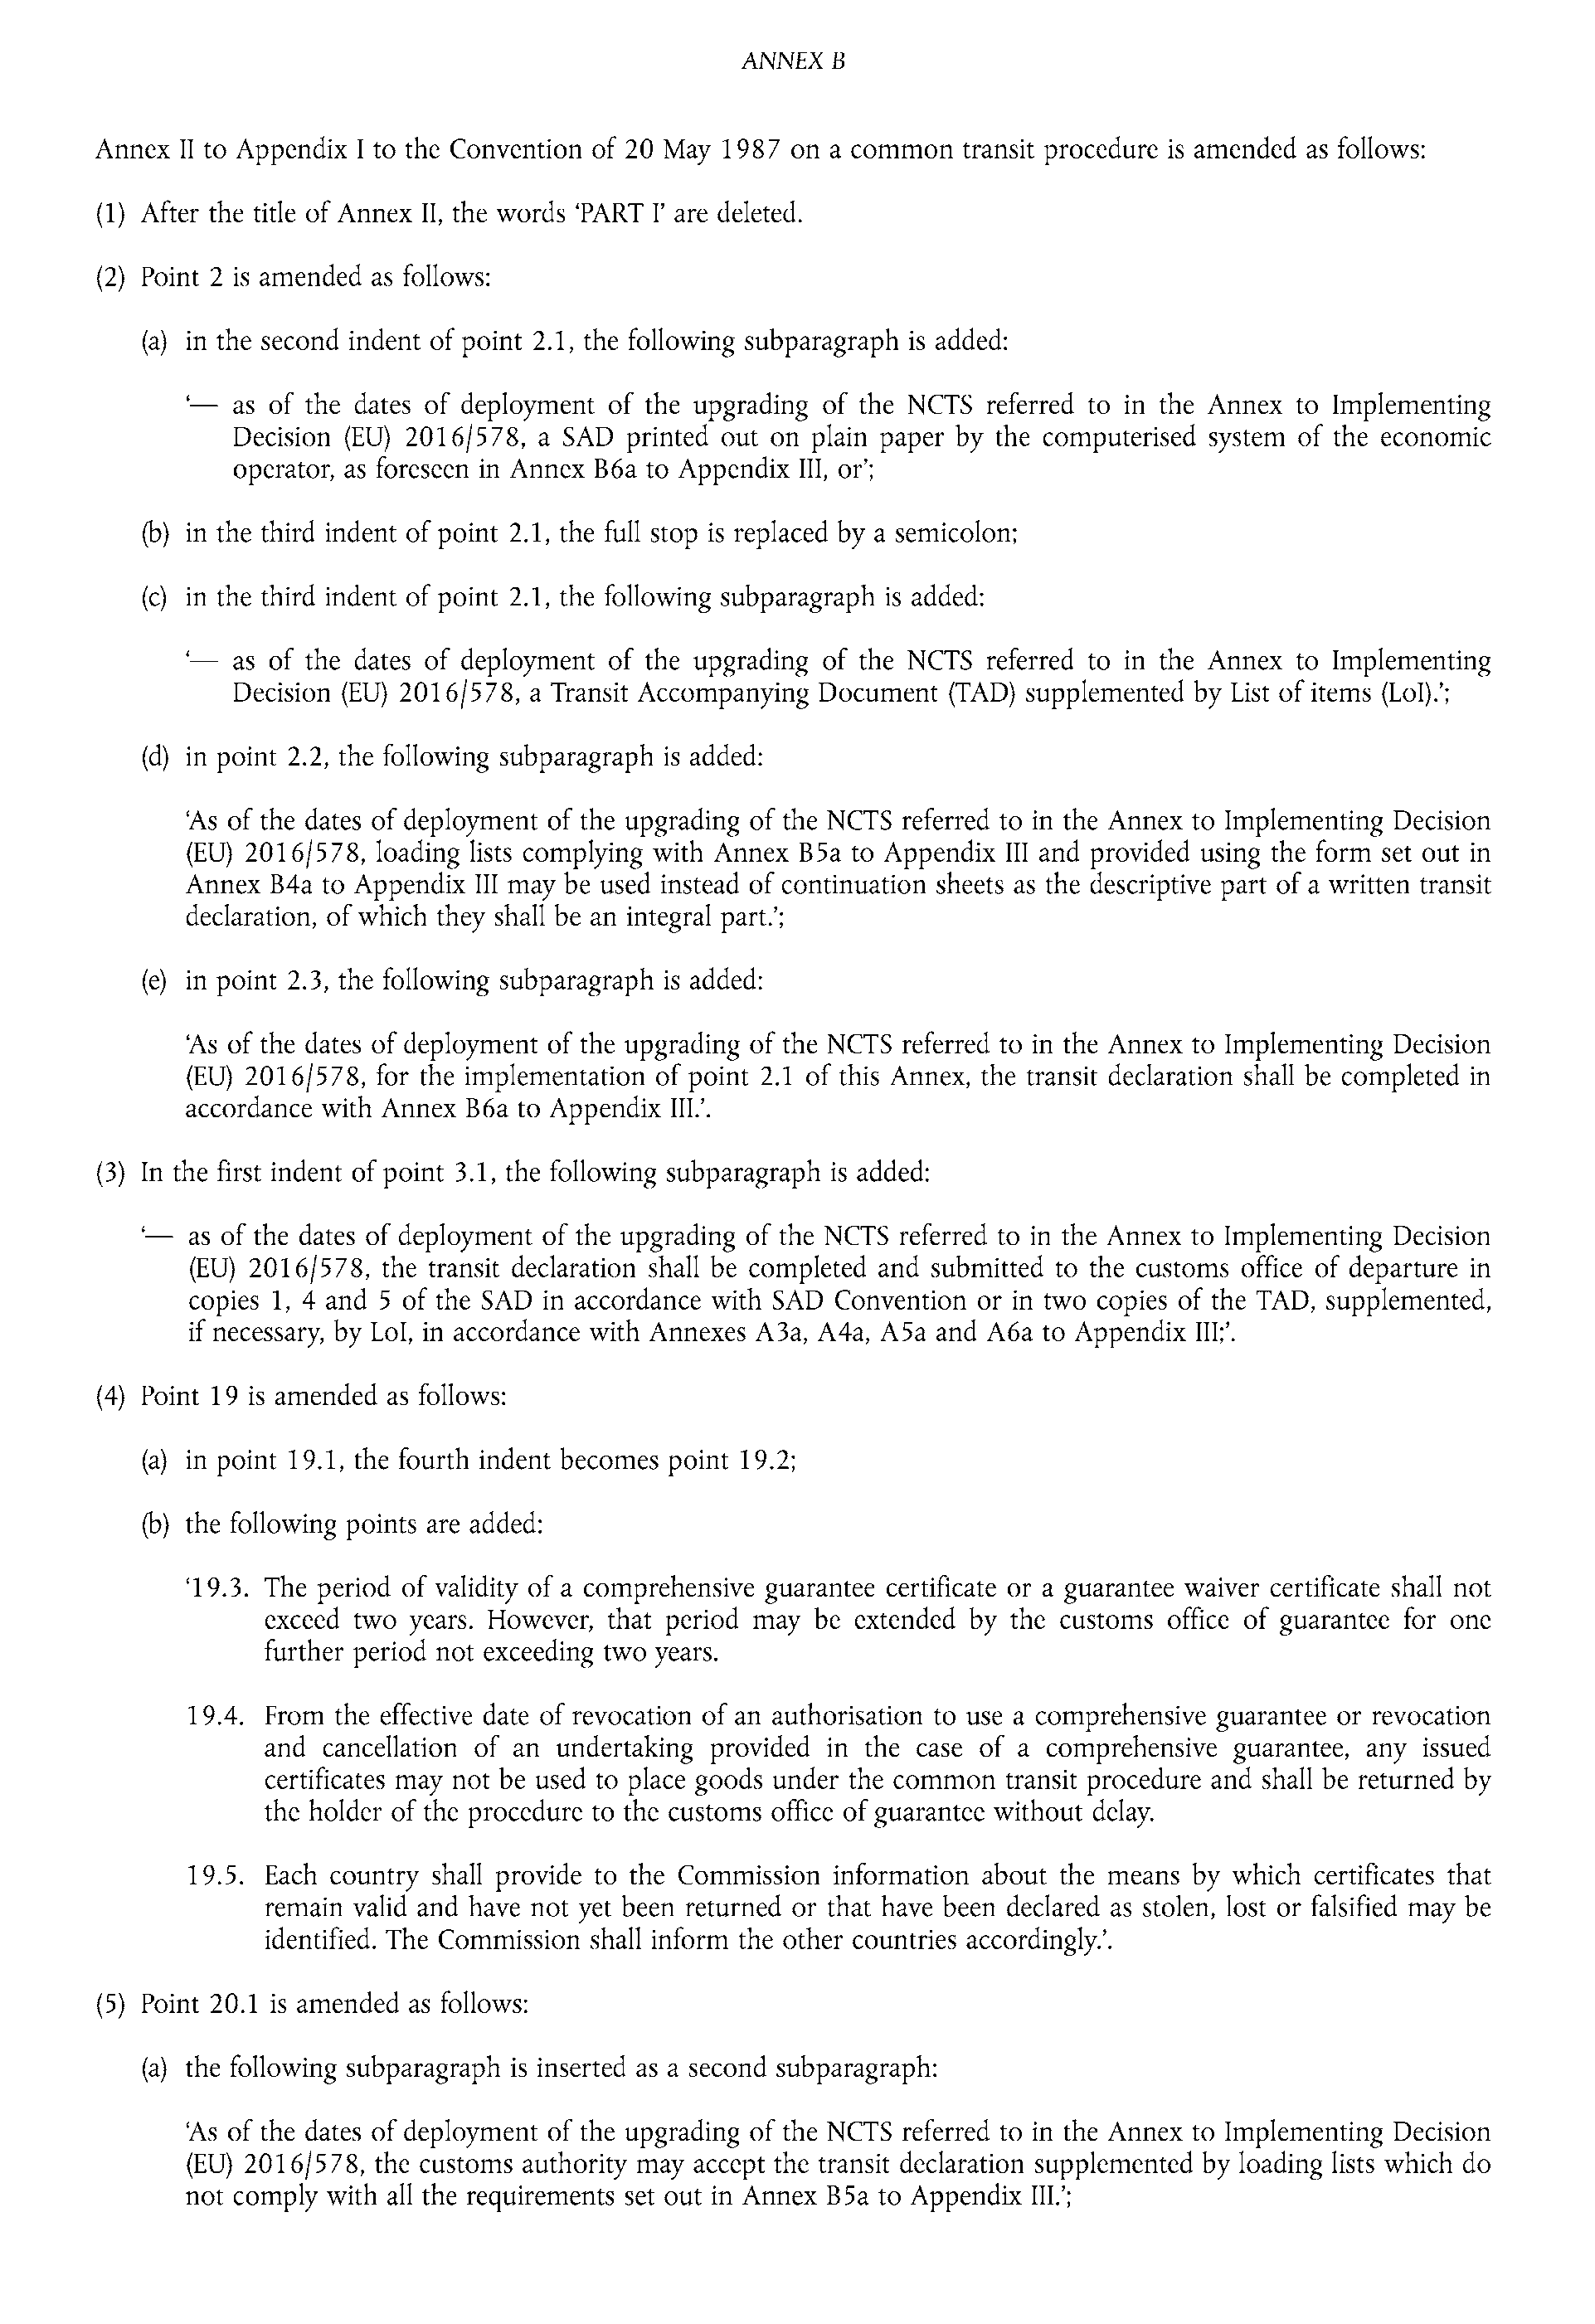 ANNEX B
Annex II to Appendix I to the Convention of 20 May 1987 on a common transit procedure is amended as follows:
(1) After the title of Annex II, the words ‘PART I’ are deleted.
(2) Point 2 is amended as follows:
(a) in the second indent of point 2.1, the following subparagraph is added:
‘— as of the dates of deployment of the upgrading of the NCTS referred to in the Annex to Implementing
Decision (EU) 2016/578, a SAD printed out on plain paper by the computerised system of the economic
operator, as foreseen in Annex B6a to Appendix III, or’;
(b) in the third indent of point 2.1, the full stop is replaced by a semicolon;
(c) in the third indent of point 2.1, the following subparagraph is added:
‘— as of the dates of deployment of the upgrading of the NCTS referred to in the Annex to Implementing
Decision (EU) 2016/578, a Transit Accompanying Document (TAD) supplemented by List of items (LoI).’;
(d) in point 2.2, the following subparagraph is added:
‘As of the dates of deployment of the upgrading of the NCTS referred to in the Annex to Implementing Decision
(EU) 2016/578, loading lists complying with Annex B5a to Appendix III and provided using the form set out in
Annex B4a to Appendix III may be used instead of continuation sheets as the descriptive part of a written transit
declaration, of which they shall be an integral part.’;
(e) in point 2.3, the following subparagraph is added:
‘As of the dates of deployment of the upgrading of the NCTS referred to in the Annex to Implementing Decision
(EU) 2016/578, for the implementation of point 2.1 of this Annex, the transit declaration shall be completed in
accordance with Annex B6a to Appendix III.’.
(3) In the first indent of point 3.1, the following subparagraph is added:
‘— as of the dates of deployment of the upgrading of the NCTS referred to in the Annex to Implementing Decision
(EU) 2016/578, the transit declaration shall be completed and submitted to the customs office of departure in
copies 1, 4 and 5 of the SAD in accordance with SAD Convention or in two copies of the TAD, supplemented,
if necessary, by LoI, in accordance with Annexes A3a, A4a, A5a and A6a to Appendix III;’.
(4) Point 19 is amended as follows:
(a) in point 19.1, the fourth indent becomes point 19.2;
(b) the following points are added:
‘19.3. The period of validity of a comprehensive guarantee certificate or a guarantee waiver certificate shall not
exceed two years. However, that period may be extended by the customs office of guarantee for one
further period not exceeding two years.
19.4. From the effective date of revocation of an authorisation to use a comprehensive guarantee or revocation
and cancellation of an undertaking provided in the case of a comprehensive guarantee, any issued
certificates may not be used to place goods under the common transit procedure and shall be returned by
the holder of the procedure to the customs office of guarantee without delay.
19.5. Each country shall provide to the Commission information about the means by which certificates that
remain valid and have not yet been returned or that have been declared as stolen, lost or falsified may be
identified. The Commission shall inform the other countries accordingly.’.
(5) Point 20.1 is amended as follows:
(a) the following subparagraph is inserted as a second subparagraph:
‘As of the dates of deployment of the upgrading of the NCTS referred to in the Annex to Implementing Decision
(EU) 2016/578, the customs authority may accept the transit declaration supplemented by loading lists which do
not comply with all the requirements set out in Annex B5a to Appendix III.’;